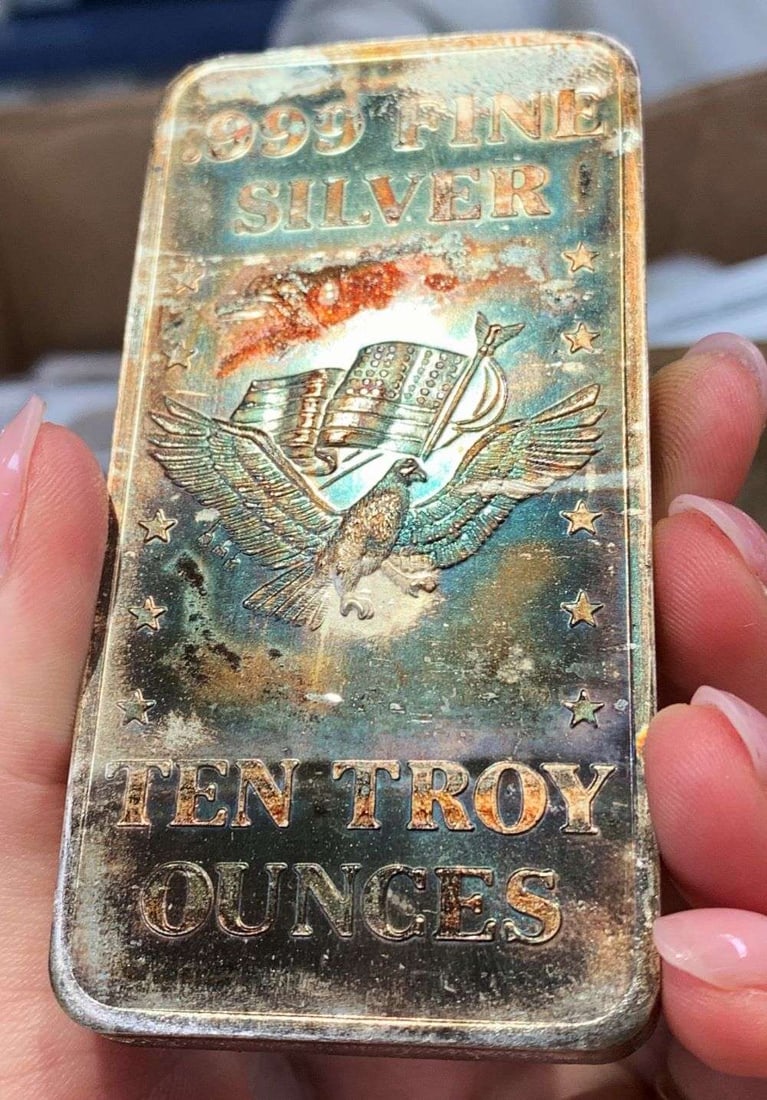 .999 FINE
SILVER
TEN TROY
OUNCES